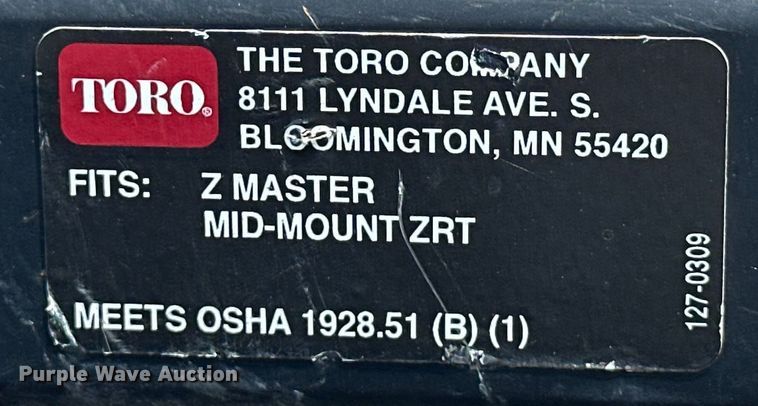 TORO®
THE TORO COMPANY
8111 LYNDALE AVE. S.
BLOOMINGTON, MN 55420
FITS: Z MASTER
MID-MOUNT ZRT
MEETS OSHA 1928.51 (B) (1)
127-0309
Purple Wave Auction